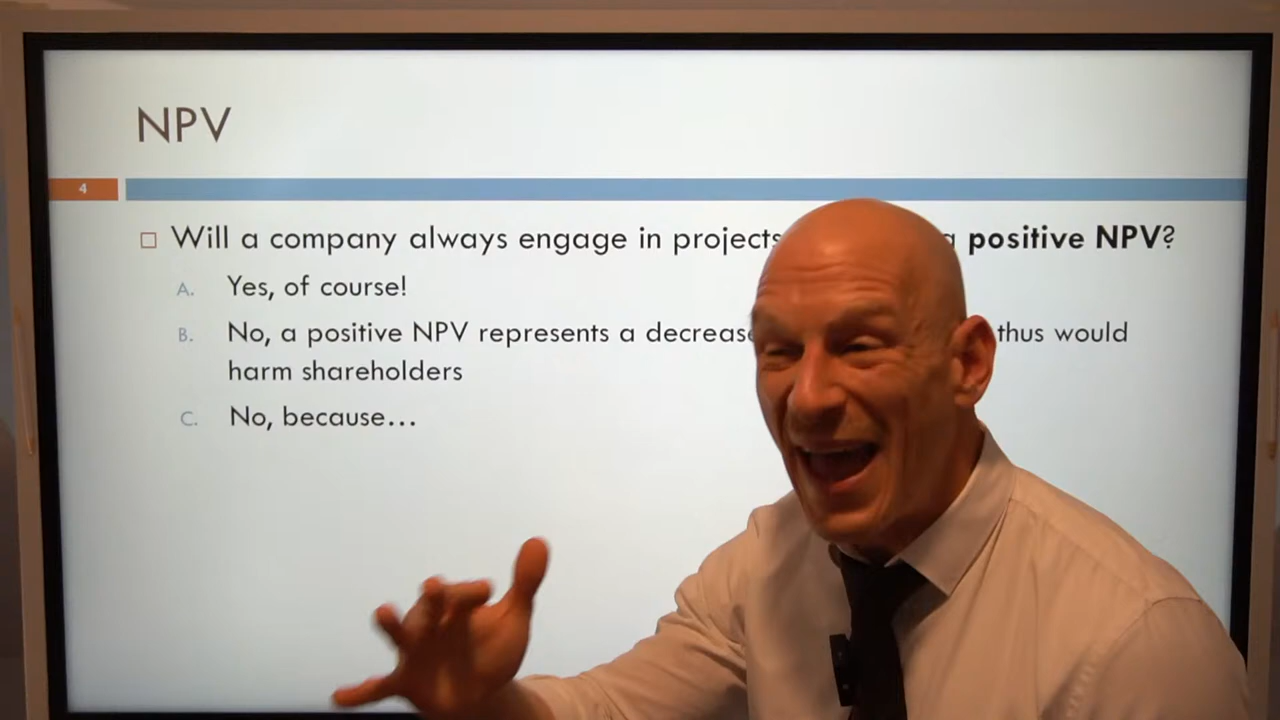 NPV
4
Will a company always engage in projects positive NPV?
A. Yes, of course!
B. No, a positive NPV represents a decrease thus would
harm shareholders
C. No, because…